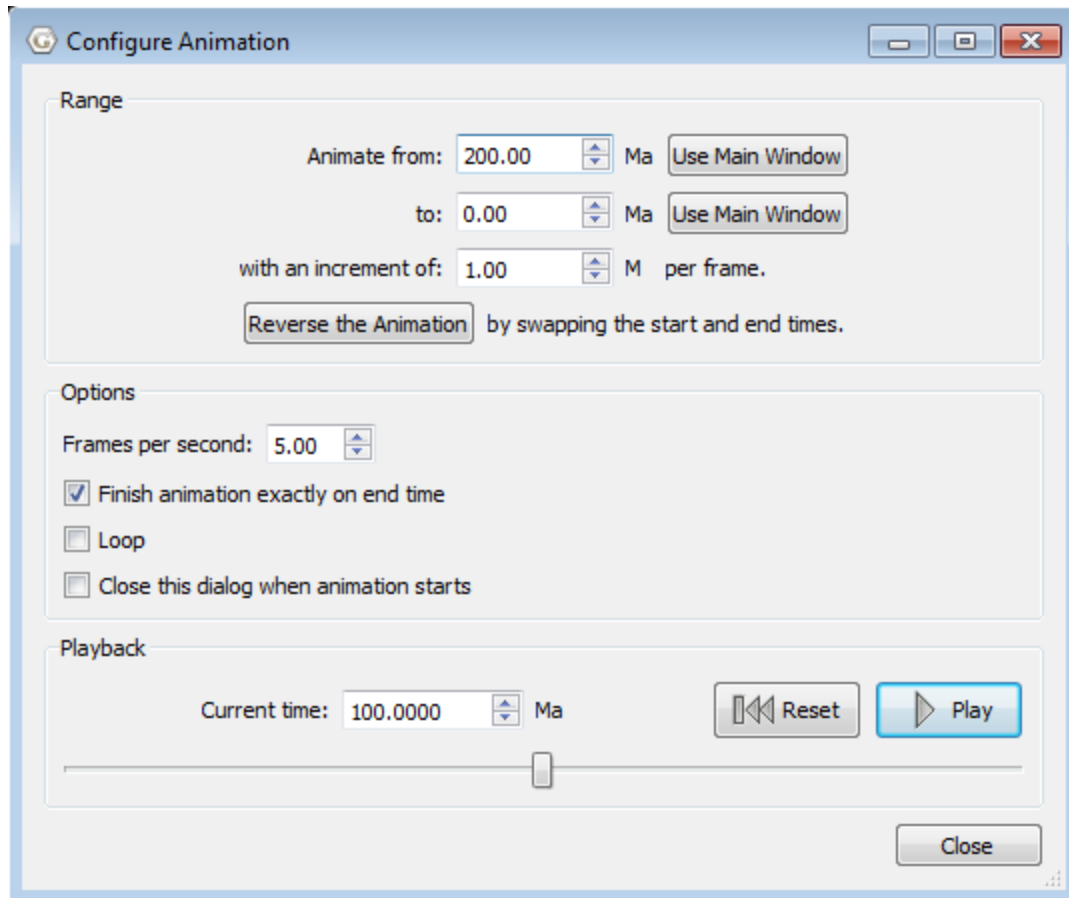 Configure Animation
Range
Animate from: 200.00 Ma Use Main Window
to: 0.00 Ma Use Main Window
with an increment of: 1.00 M per frame.
Reverse the Animation by swapping the start and end times.
Options
Frames per second: 5.00
Finish animation exactly on end time
Loop
Close this dialog when animation starts
Playback
Current time: 100.0000 Ma Reset Play
Close